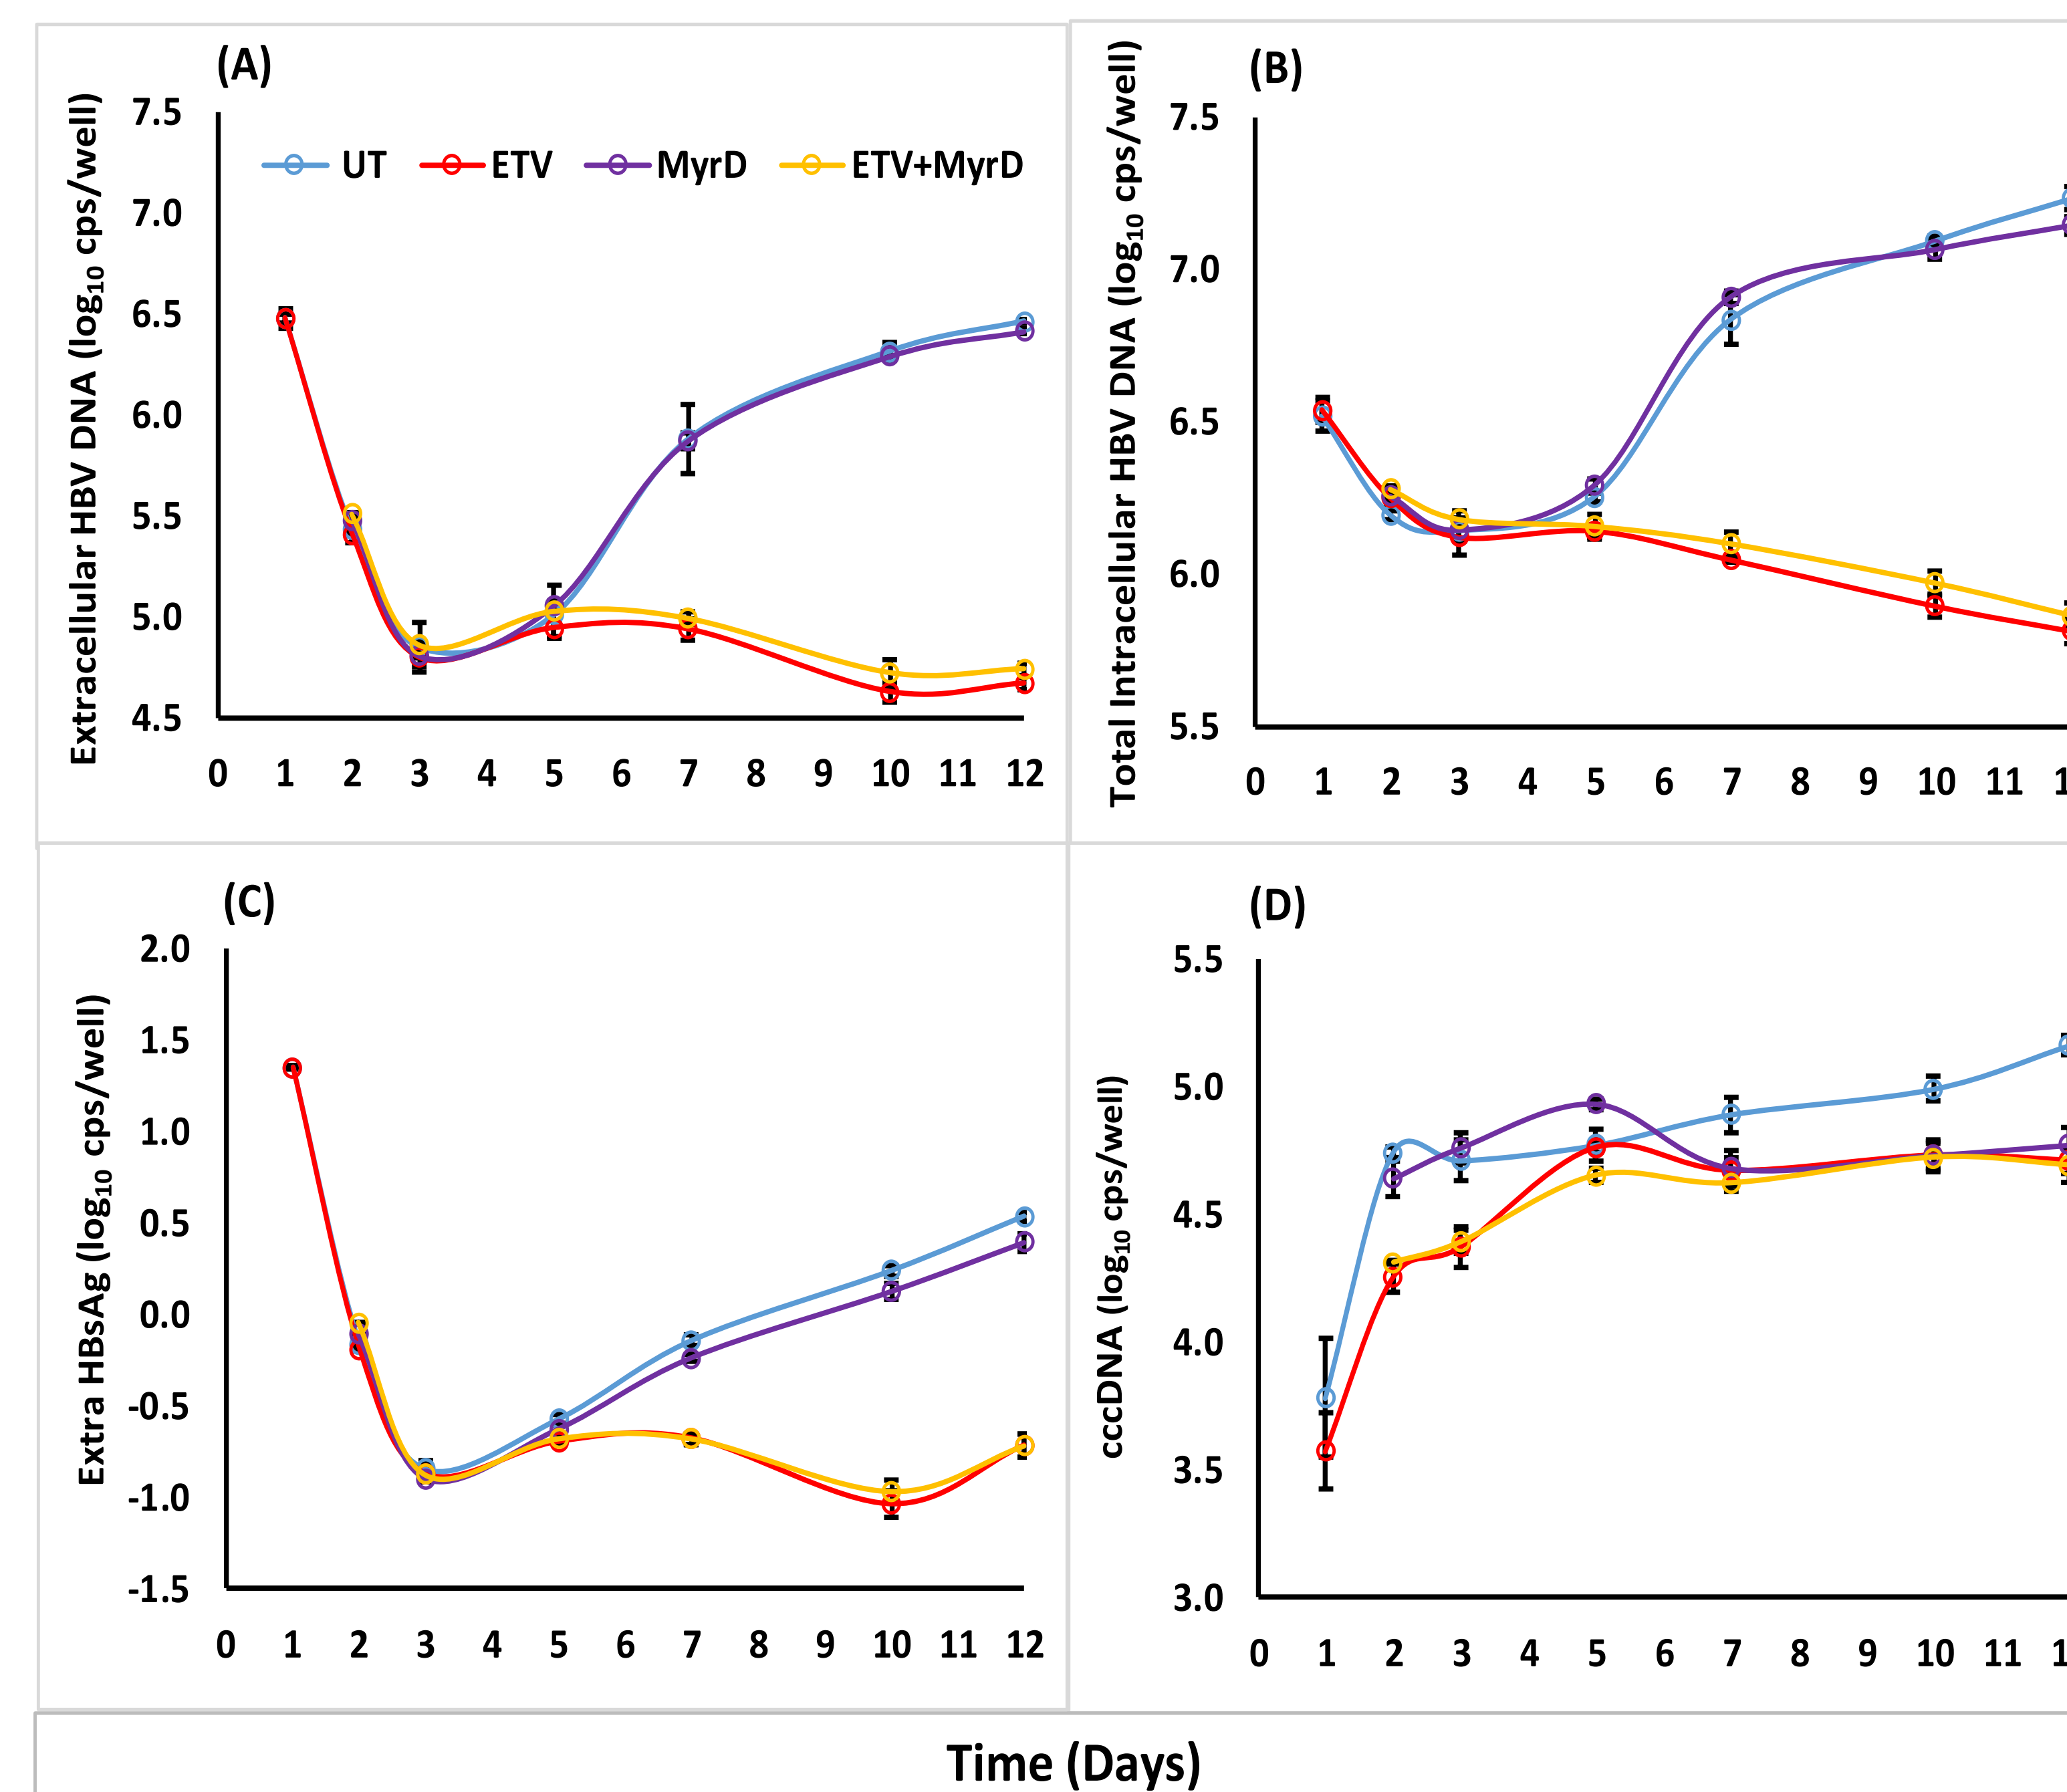 (A)
Extracellular HBV DNA (log10 cps/well)
7.5
7.0
6.5
6.0
5.5
5.0
4.5
UT ETV MyrD ETV+MyrD
0 1 2 3 4 5 6 7 8 9 10 11 12
(B)
Total Intracellular HBV DNA (log10 cps/well)
7.5
7.0
6.5
6.0
5.5
0 1 2 3 4 5 6 7 8 9 10 11 1
(C)
Extra HBsAg (log10 cps/well)
2.0
1.5
1.0
0.5
0.0
-0.5
-1.0
-1.5
0 1 2 3 4 5 6 7 8 9 10 11 12
(D)
cccDNA (log10 cps/well)
5.5
5.0
4.5
4.0
3.5
3.0
0 1 2 3 4 5 6 7 8 9 10 11 1
Time (Days)